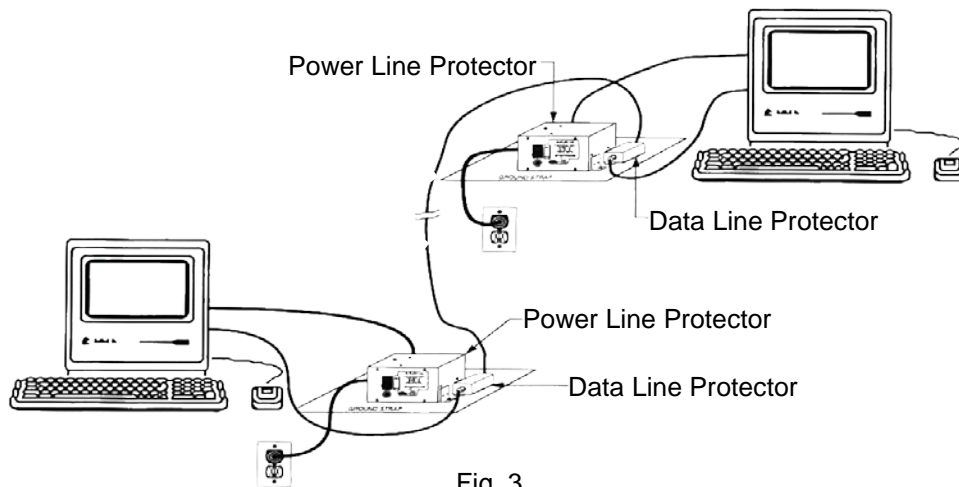 Power Line Protector
GROUND STRAP
Data Line Protector
Power Line Protector
Data Line Protector
GROUND STRAP
Fig. 3